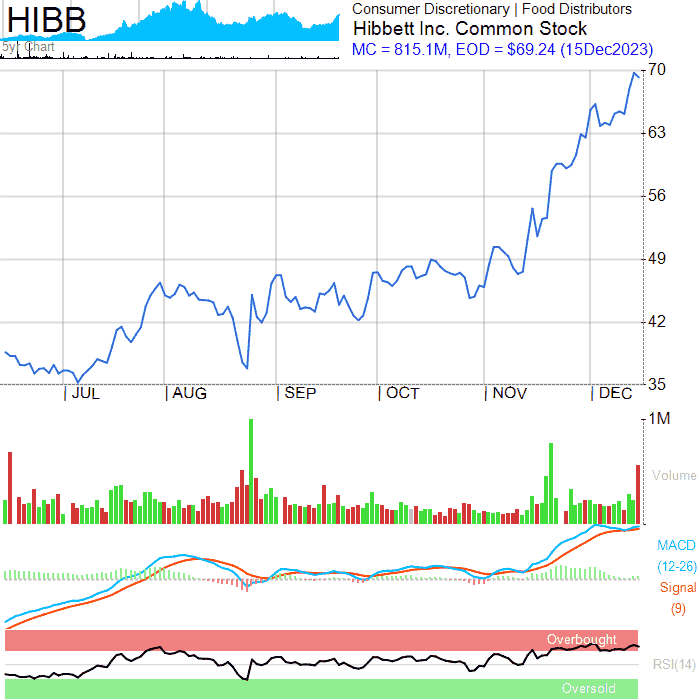 HIBB
5yr Chart
Consumer Discretionary | Food Distributors
Hibbett Inc. Common Stock
MC = 815.1M, EOD = $69.24 (15Dec2023)
70
63
56
49
42
35
JUL AUG SEP OCT NOV DEC
1M
Volume
MACD
(12-26)
Signal
(9)
Overbought
RSI(14)
Oversold